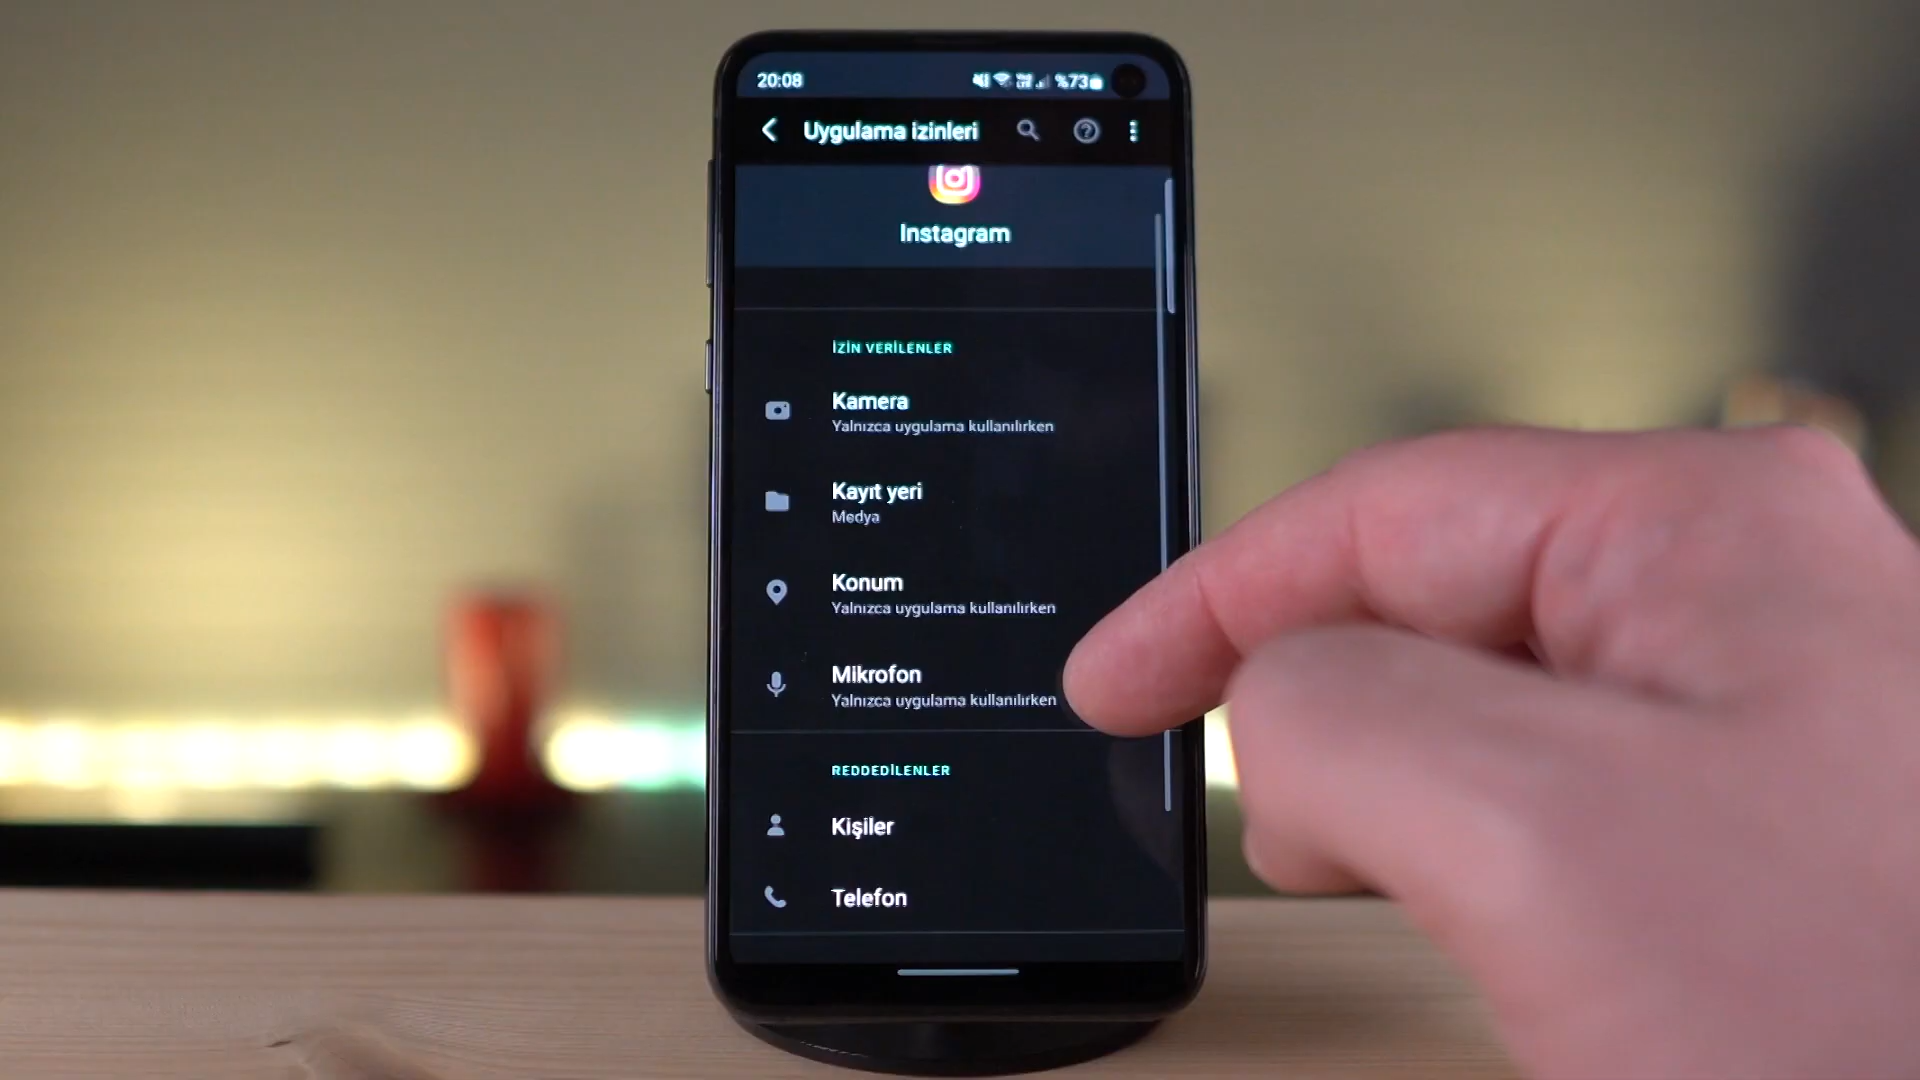 20:08
%73
Uygulama izinleri
Instagram
İZİN VERİLENLER
Kamera
Yalnızca uygulama kullanılırken
Kayıt yeri
Medya
Konum
Yalnızca uygulama kullanılırken
Mikrofon
Yalnızca uygulama kullanılırken
REDDEDİLENLER
Kişiler
Telefon